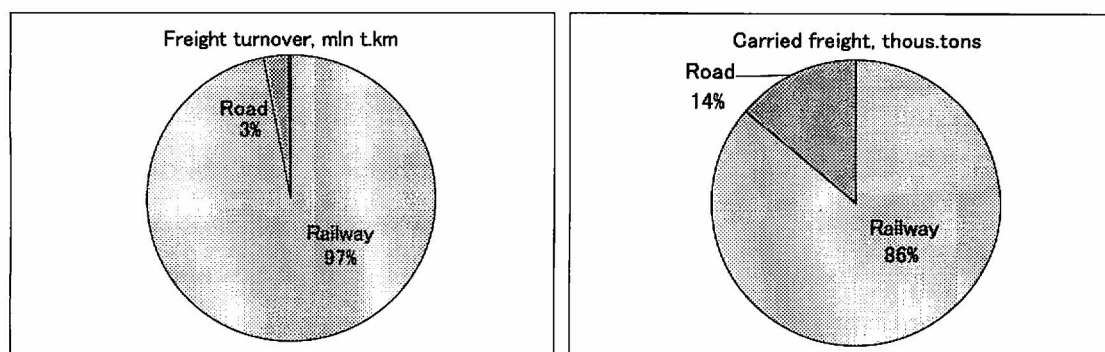 Freight turnover, mln t.km
Road
3%
Railway
97%
Carried freight, thous.tons
Road
14%
Railway
86%